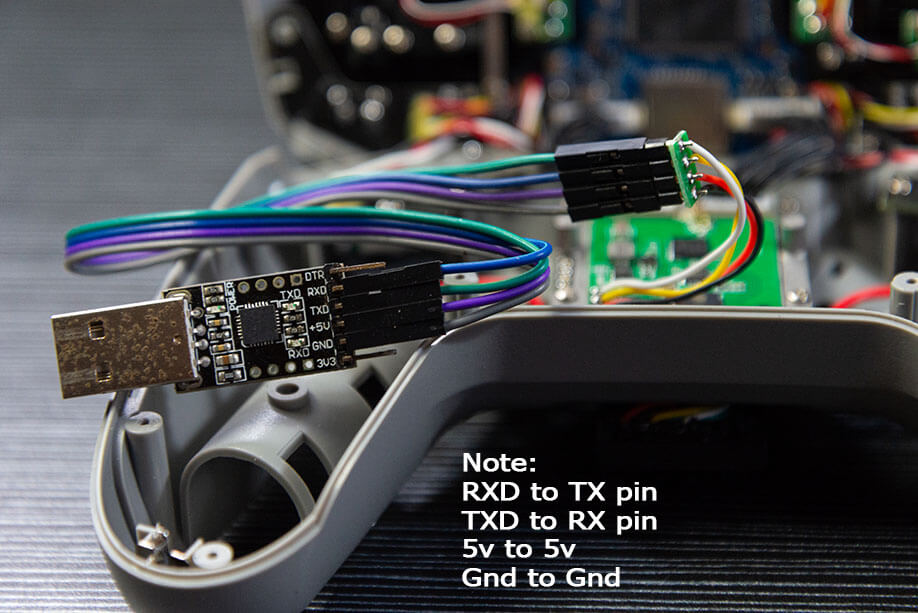 DTR
POWER
TXD
RXD
TXD
+5V
GND
RXD
3V3
Note:
RXD to TX pin
TXD to RX pin
5v to 5v
Gnd to Gnd